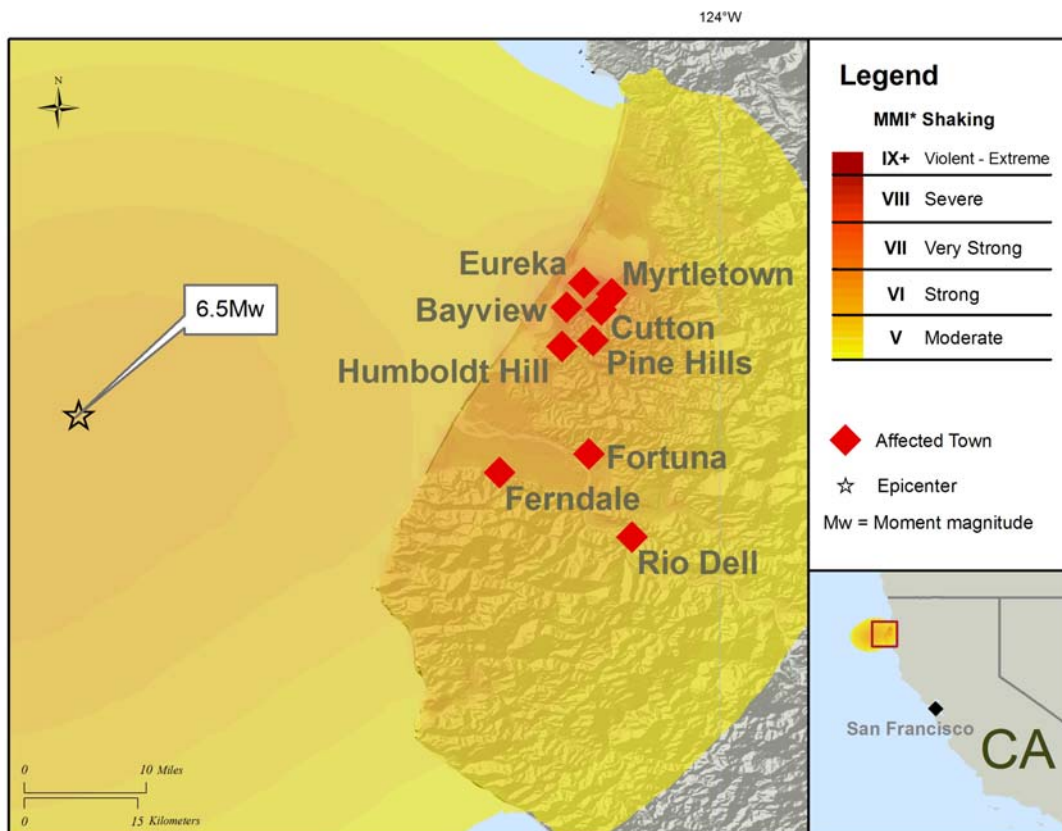 124°W
N
6.5Mw
Eureka
Myrtletown
Bayview
Cutton
Humboldt Hill
Pine Hills
Fortuna
Ferndale
Rio Dell
0 10 Miles
0 15 Kilometers
Legend
MMI* Shaking
IX+ Violent - Extreme
VIII Severe
VII Very Strong
VI Strong
V Moderate
Affected Town
Epicenter
Mw = Moment magnitude
San Francisco
CA